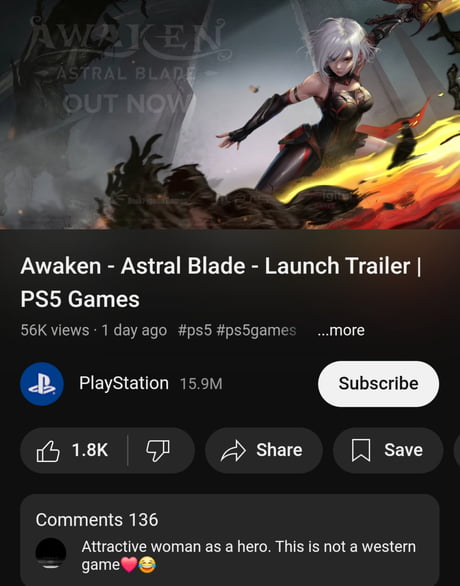 AWAKEN
ASTRAL BLADE
OUT NOW
Awaken - Astral Blade - Launch Trailer |
PS5 Games
56K views · 1 day ago #ps5 #ps5games ...more
PlayStation 15.9M
Subscribe
1.8K
Share
Save
Comments 136
Attractive woman as a hero. This is not a western
game❤️😂